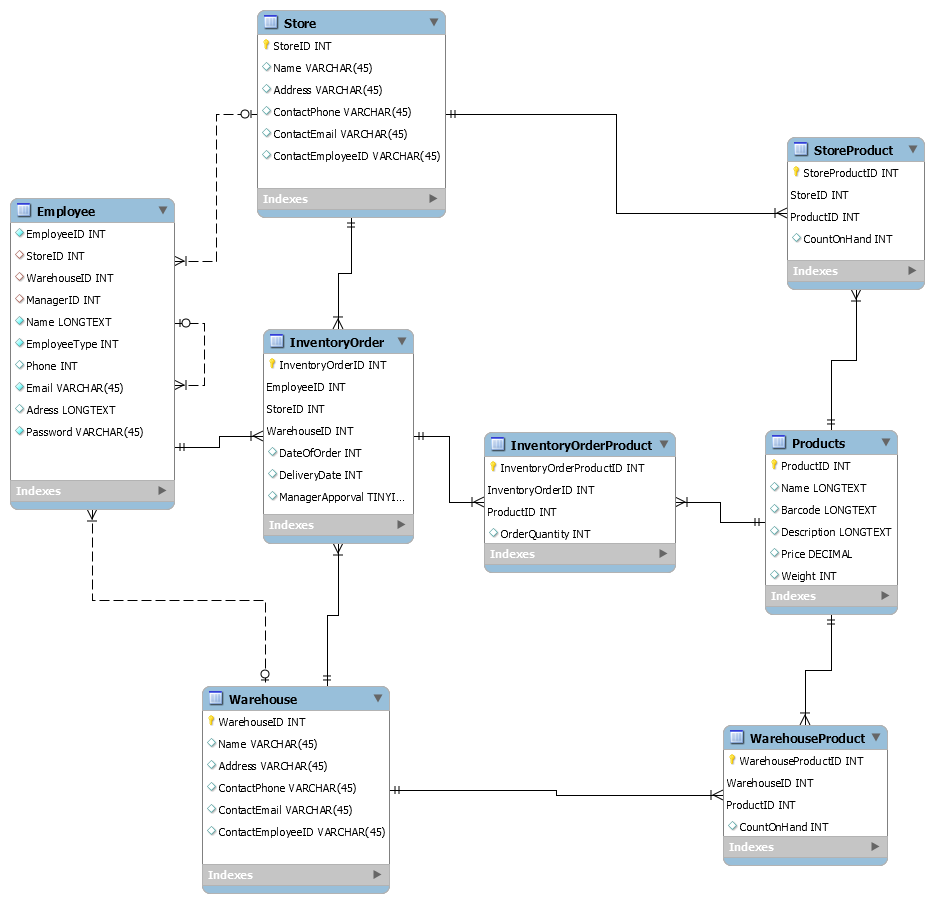 Store
StoreID INT
Name VARCHAR(45)
Address VARCHAR(45)
ContactPhone VARCHAR(45)
ContactEmail VARCHAR(45)
ContactEmployeeID VARCHAR(45)
Indexes
StoreProduct
StoreProductID INT
StoreID INT
ProductID INT
CountOnHand INT
Indexes
Employee
EmployeeID INT
StoreID INT
WarehouseID INT
ManagerID INT
Name LONGTEXT
EmployeeType INT
Phone INT
Email VARCHAR(45)
Adress LONGTEXT
Password VARCHAR(45)
Indexes
InventoryOrder
InventoryOrderID INT
EmployeeID INT
StoreID INT
WarehouseID INT
DateOfOrder INT
DeliveryDate INT
ManagerApporval TINYI...
Indexes
InventoryOrderProduct
InventoryOrderProductID INT
InventoryOrderID INT
ProductID INT
OrderQuantity INT
Indexes
Products
ProductID INT
Name LONGTEXT
Barcode LONGTEXT
Description LONGTEXT
Price DECIMAL
Weight INT
Indexes
Warehouse
WarehouseID INT
Name VARCHAR(45)
Address VARCHAR(45)
ContactPhone VARCHAR(45)
ContactEmail VARCHAR(45)
ContactEmployeeID VARCHAR(45)
Indexes
WarehouseProduct
WarehouseProductID INT
WarehouseID INT
ProductID INT
CountOnHand INT
Indexes